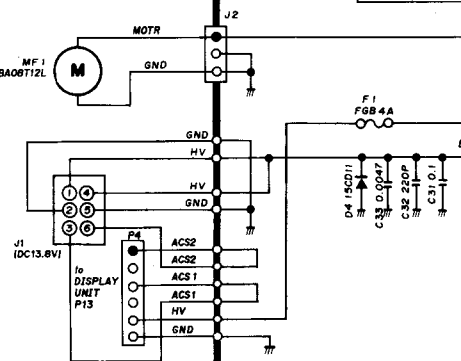 J2
MOTR
MF1
BA08T12L
M
GND
F1
FGB 4A
GND
HV
HV
GND
1 4
2 5
3 6
J1
(DC13.8V)
P4
to
DISPLAY
UNIT
P13
ACS2
ACS2
ACS1
ACS1
HV
GND
D4 15CD11
C33 0.0047
C32 220P
C31 0.1